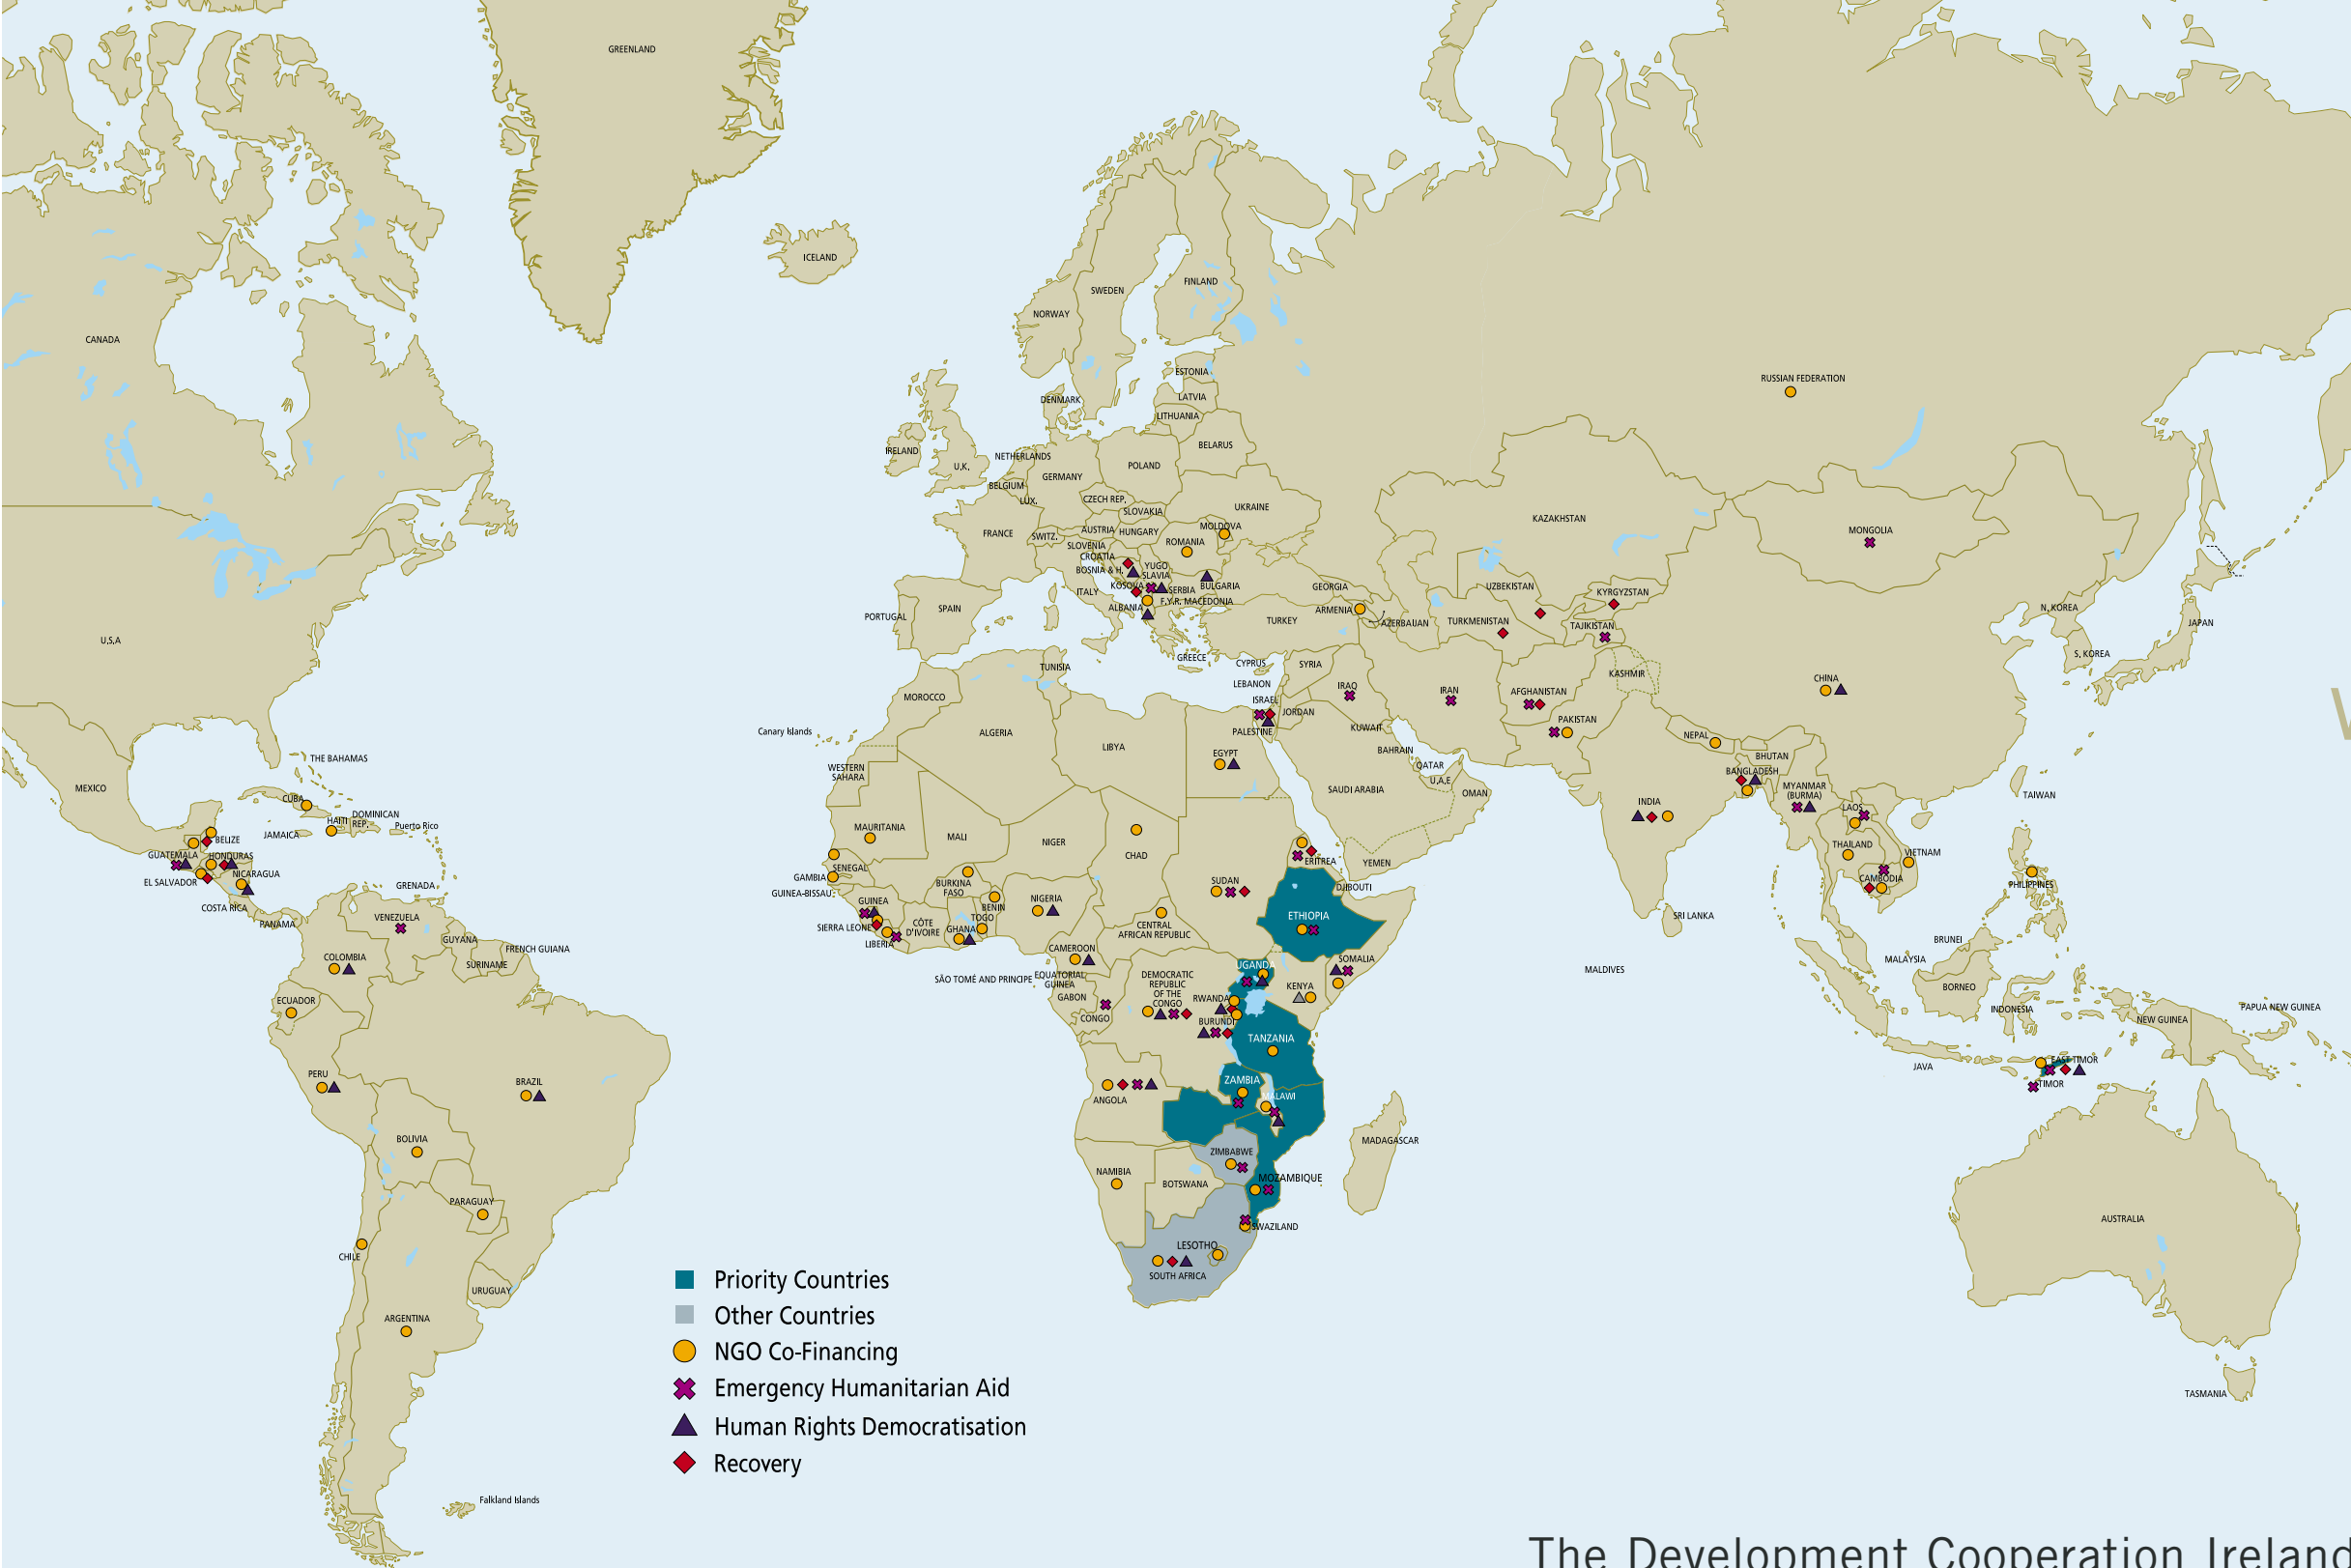 GREENLAND
ICELAND
CANADA
U.S.A
MEXICO
THE BAHAMAS
CUBA
HAITI
DOMINICAN
REP.
Puerto Rico
JAMAICA
BELIZE
GUATEMALA
HONDURAS
EL SALVADOR
NICARAGUA
COSTA RICA
PANAMA
GRENADA
VENEZUELA
GUYANA
FRENCH GUIANA
SURINAME
COLOMBIA
ECUADOR
PERU
BRAZIL
BOLIVIA
PARAGUAY
CHILE
URUGUAY
ARGENTINA
Falkland Islands
NORWAY
SWEDEN
FINLAND
ESTONIA
LATVIA
LITHUANIA
DENMARK
BELARUS
IRELAND
U.K.
NETHERLANDS
BELGIUM
LUX.
GERMANY
POLAND
CZECH REP.
SLOVAKIA
UKRAINE
FRANCE
SWITZ.
AUSTRIA
HUNGARY
MOLDOVA
ROMANIA
SLOVENIA
CROATIA
BOSNIA & H.
YUGO
SLAVIA
KOSOVA
SERBIA
BULGARIA
F.Y.R. MACEDONIA
ITALY
ALBANIA
PORTUGAL
SPAIN
GREECE
TURKEY
CYPRUS
GEORGIA
ARMENIA
AZERBAIJAN
RUSSIAN FEDERATION
KAZAKHSTAN
MONGOLIA
UZBEKISTAN
KYRGYZSTAN
TURKMENISTAN
TAJIKISTAN
N. KOREA
S. KOREA
JAPAN
CHINA
TAIWAN
SYRIA
LEBANON
ISRAEL
PALESTINE
JORDAN
IRAQ
IRAN
KUWAIT
BAHRAIN
QATAR
U.A.E
OMAN
SAUDI ARABIA
YEMEN
AFGHANISTAN
PAKISTAN
KASHMIR
NEPAL
BHUTAN
BANGLADESH
INDIA
SRI LANKA
MALDIVES
MYANMAR
(BURMA)
LAOS
THAILAND
VIETNAM
CAMBODIA
PHILIPPINES
BRUNEI
MALAYSIA
BORNEO
INDONESIA
JAVA
EAST TIMOR
TIMOR
NEW GUINEA
PAPUA NEW GUINEA
AUSTRALIA
TASMANIA
Canary Islands
MOROCCO
TUNISIA
ALGERIA
LIBYA
EGYPT
WESTERN
SAHARA
MAURITANIA
MALI
NIGER
CHAD
SUDAN
ERITREA
DJIBOUTI
ETHIOPIA
SOMALIA
SENEGAL
GAMBIA
GUINEA-BISSAU
GUINEA
SIERRA LEONE
LIBERIA
CÔTE
D'IVOIRE
BURKINA
FASO
GHANA
TOGO
BENIN
NIGERIA
CAMEROON
CENTRAL
AFRICAN REPUBLIC
SÃO TOMÉ AND PRINCIPE
EQUATORIAL
GUINEA
GABON
CONGO
DEMOCRATIC
REPUBLIC
OF THE
CONGO
UGANDA
KENYA
RWANDA
BURUNDI
TANZANIA
ANGOLA
ZAMBIA
MALAWI
ZIMBABWE
MOZAMBIQUE
MADAGASCAR
NAMIBIA
BOTSWANA
SWAZILAND
LESOTHO
SOUTH AFRICA
Priority Countries
Other Countries
NGO Co-Financing
Emergency Humanitarian Aid
Human Rights Democratisation
Recovery
The Development Cooperation Ireland